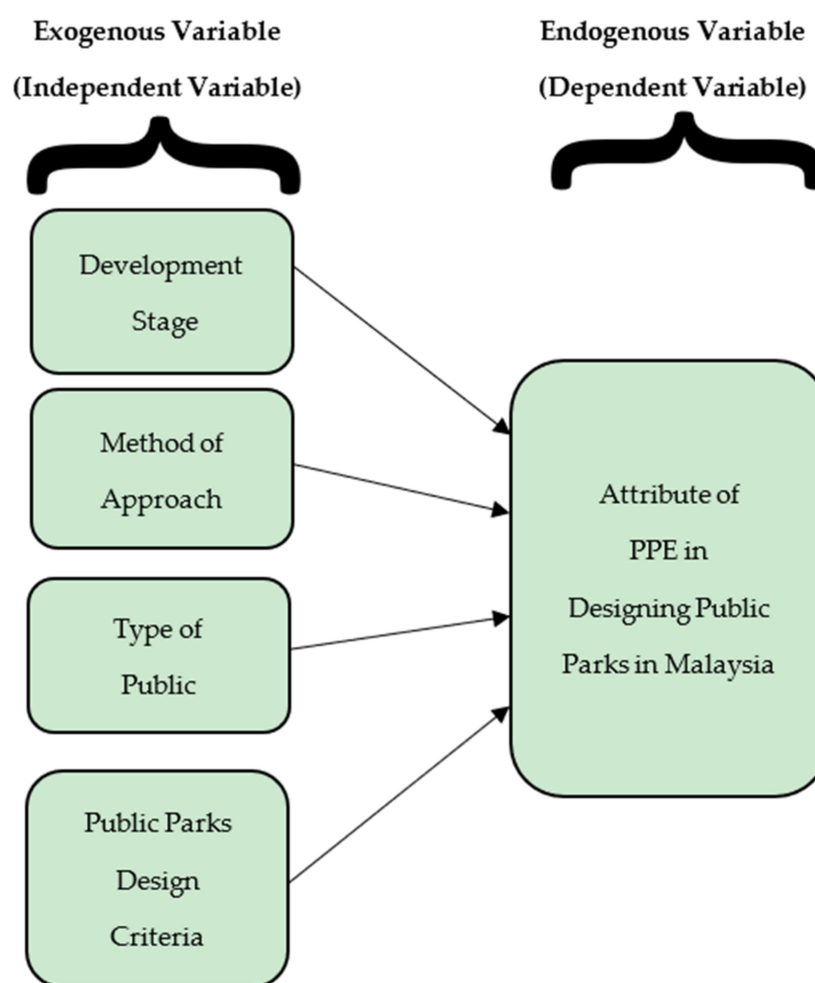 Exogenous Variable
(Independent Variable)
Endogenous Variable
(Dependent Variable)
Development
Stage
Method of
Approach
Type of
Public
Public Parks
Design
Criteria
Attribute of
PPE in
Designing Public
Parks in Malaysia